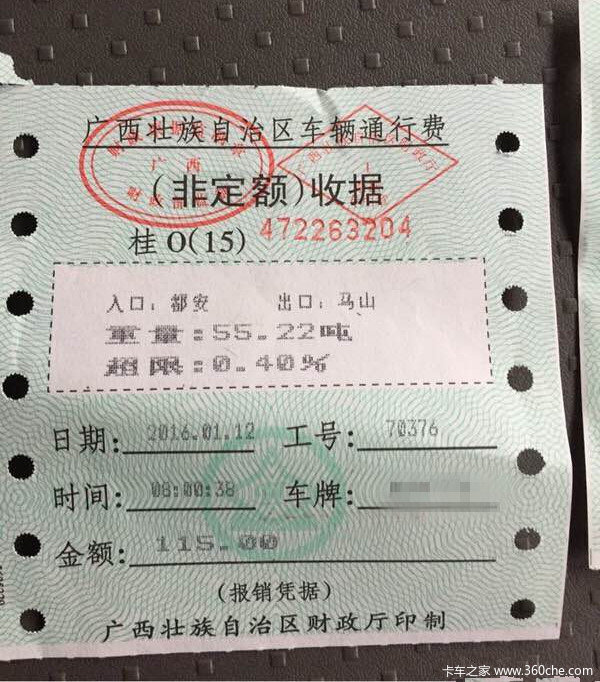 广西壮族自治区车辆通行费
广西
(非定额)收据
桂O(15) 472263204
入口: 都安 出口: 马山
重量:55.22吨
超限:0.40%
日期: 2016.01.12 工号: 70376
时间: 08:00:38 车牌:
金额: 115.00
(报销凭据)
广西壮族自治区财政厅印制
卡车之家 www.360che.com